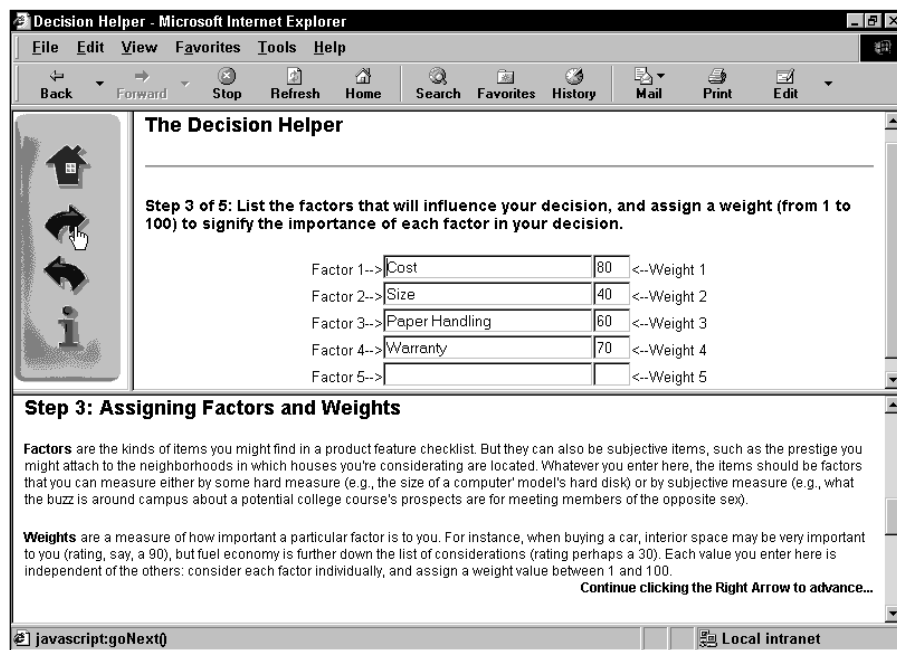 Decision Helper - Microsoft Internet Explorer
File Edit View Favorites Tools Help
Back Forward Stop Refresh Home Search Favorites History Mail Print Edit
The Decision Helper
Step 3 of 5: List the factors that will influence your decision, and assign a weight (from 1 to
100) to signify the importance of each factor in your decision.
Factor 1-->Cost 80 <--Weight 1
Factor 2-->Size 40 <--Weight 2
Factor 3-->Paper Handling 60 <--Weight 3
Factor 4-->Warranty 70 <--Weight 4
Factor 5--> <--Weight 5
Step 3: Assigning Factors and Weights
Factors are the kinds of items you might find in a product feature checklist. But they can also be subjective items, such as the prestige you
might attach to the neighborhoods in which houses you're considerating are located. Whatever you enter here, the items should be factors
that you can measure either by some hard measure (e.g., the size of a computer' model's hard disk) or by subjective measure (e.g., what
the buzz is around campus about a potential college course's prospects are for meeting members of the opposite sex).
Weights are a measure of how important a particular factor is to you. For instance, when buying a car, interior space may be very important
to you (rating, say, a 90), but fuel economy is further down the list of considerations (rating perhaps a 30). Each value you enter here is
independent of the others: consider each factor individually, and assign a weight value between 1 and 100.
Continue clicking the Right Arrow to advance...
javascript:goNext() Local intranet